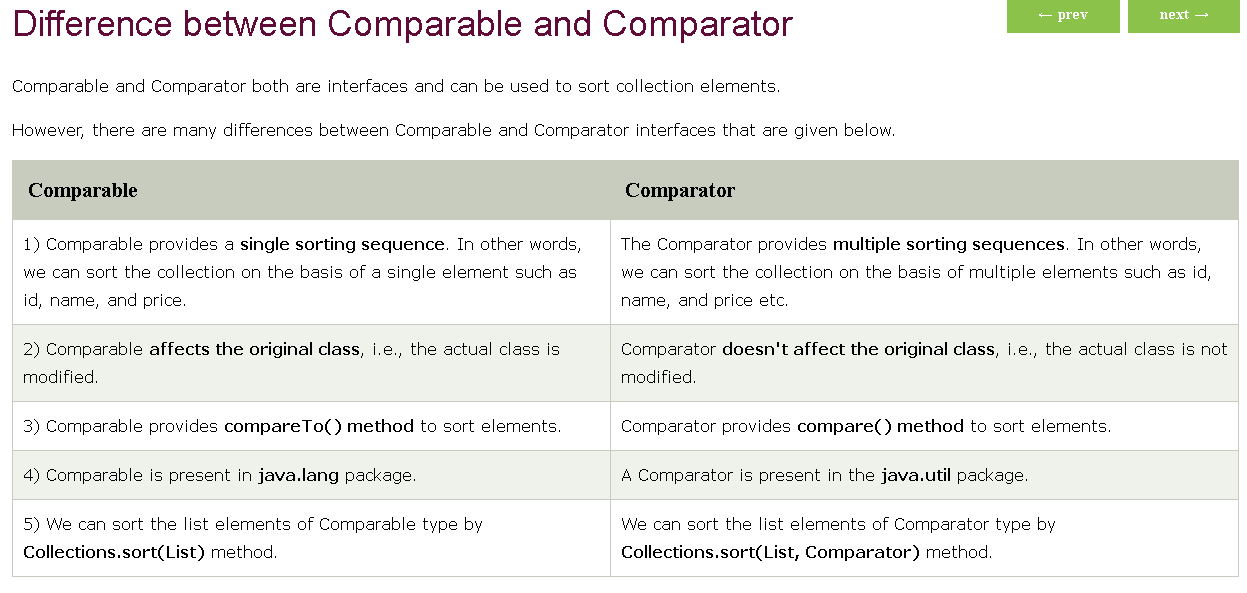 Difference between Comparable and Comparator
← prev
next →
Comparable and Comparator both are interfaces and can be used to sort collection elements.
However, there are many differences between Comparable and Comparator interfaces that are given below.
Comparable
Comparator
1) Comparable provides a single sorting sequence. In other words,
we can sort the collection on the basis of a single element such as
id, name, and price.
The Comparator provides multiple sorting sequences. In other words,
we can sort the collection on the basis of multiple elements such as id,
name, and price etc.
2) Comparable affects the original class, i.e., the actual class is
modified.
Comparator doesn't affect the original class, i.e., the actual class is not
modified.
3) Comparable provides compareTo() method to sort elements.
Comparator provides compare() method to sort elements.
4) Comparable is present in java.lang package.
A Comparator is present in the java.util package.
5) We can sort the list elements of Comparable type by
Collections.sort(List) method.
We can sort the list elements of Comparator type by
Collections.sort(List, Comparator) method.